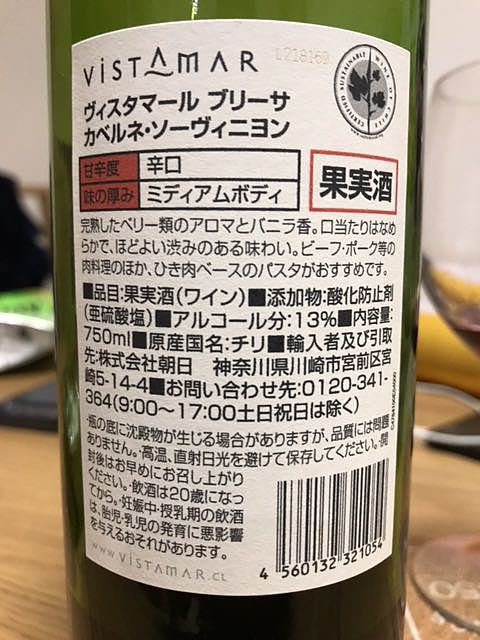 ViSTAMAR
L218169
ヴィスタマール ブリーサ
カベルネ・ソーヴィニヨン
CERTIFIED SUSTAINABLE WINE OF CHILE
甘辛度 辛口
味の厚み ミディアムボディ
果実酒
完熟したベリー類のアロマとバニラ香。口当たりはなめ
らかで、ほどよい渋みのある味わい。ビーフ・ポーク等の
肉料理のほか、ひき肉ベースのパスタがおすすめです。
■品目:果実酒(ワイン)■添加物:酸化防止剤
(亜硫酸塩)■アルコール分:13%■内容量:
750ml■原産国名:チリ■輸入者及び引取
先:株式会社朝日 神奈川県川崎市宮前区宮
崎5-14-4■お問い合わせ先:0120-341-
364(9:00〜17:00土日祝日は除く)
・瓶の底に沈殿物が生じる場合がありますが、品質には問題
ありません。・高温、直射日光を避けて保存してください。・開
封後はお早めにお召し上がり
ください。・飲酒は20歳になっ
てから。・妊娠中・授乳期の飲酒
は、胎児・乳児の発育に悪影響
を与えるおそれがあります。
www.ViSTAMAR.CL
4 560132 321054